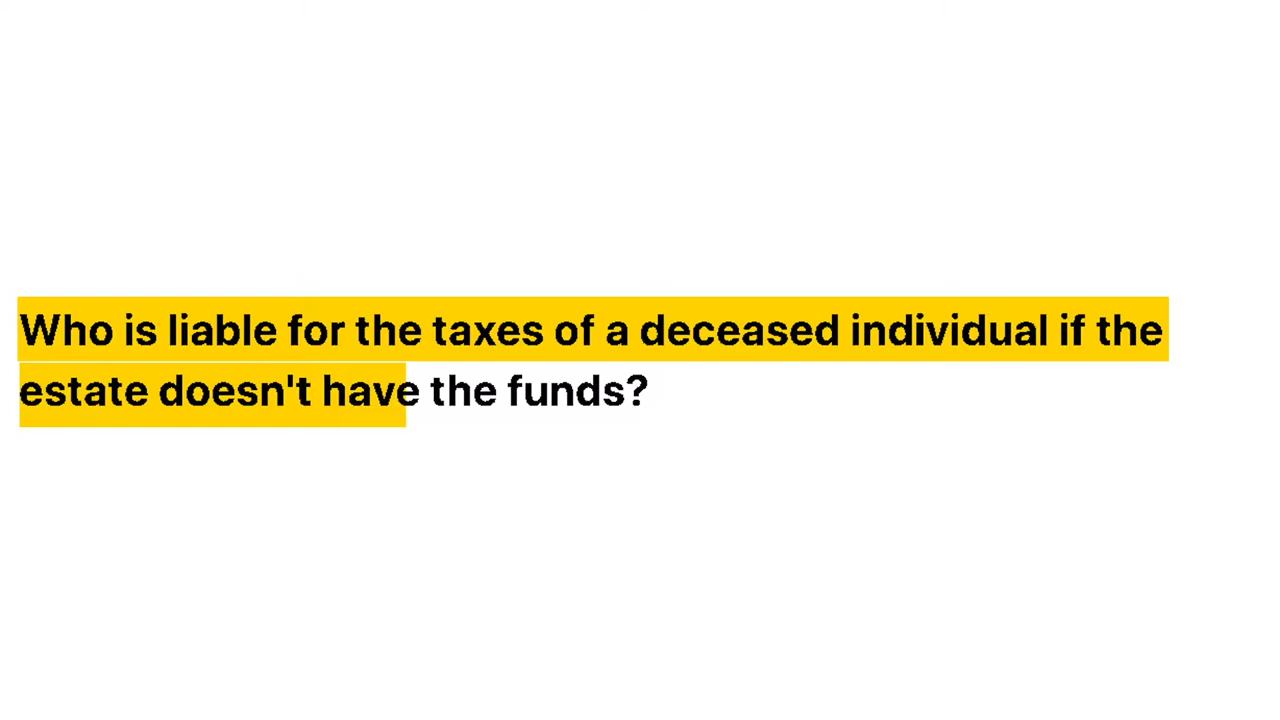 Who is liable for the taxes of a deceased individual if the
estate doesn't have the funds?